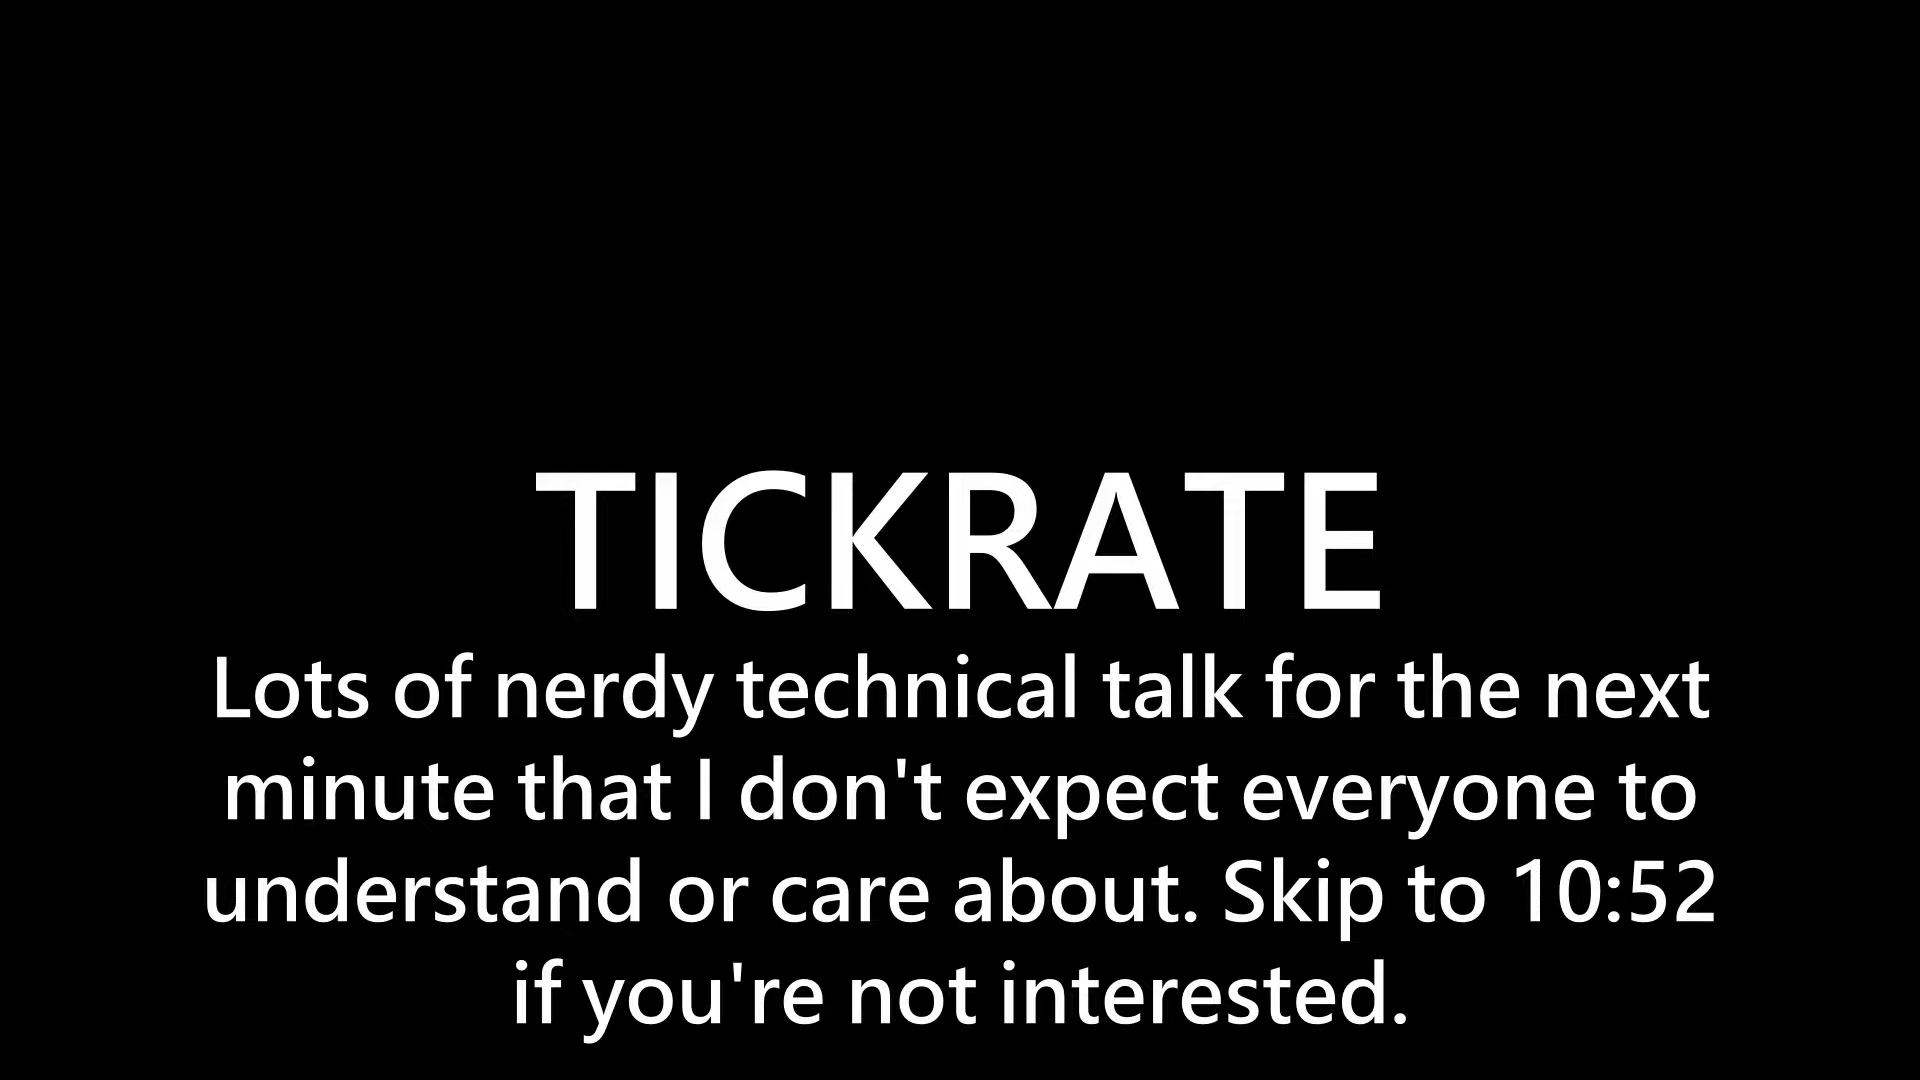 TICKRATE
Lots of nerdy technical talk for the next
minute that I don't expect everyone to
understand or care about. Skip to 10:52
if you're not interested.